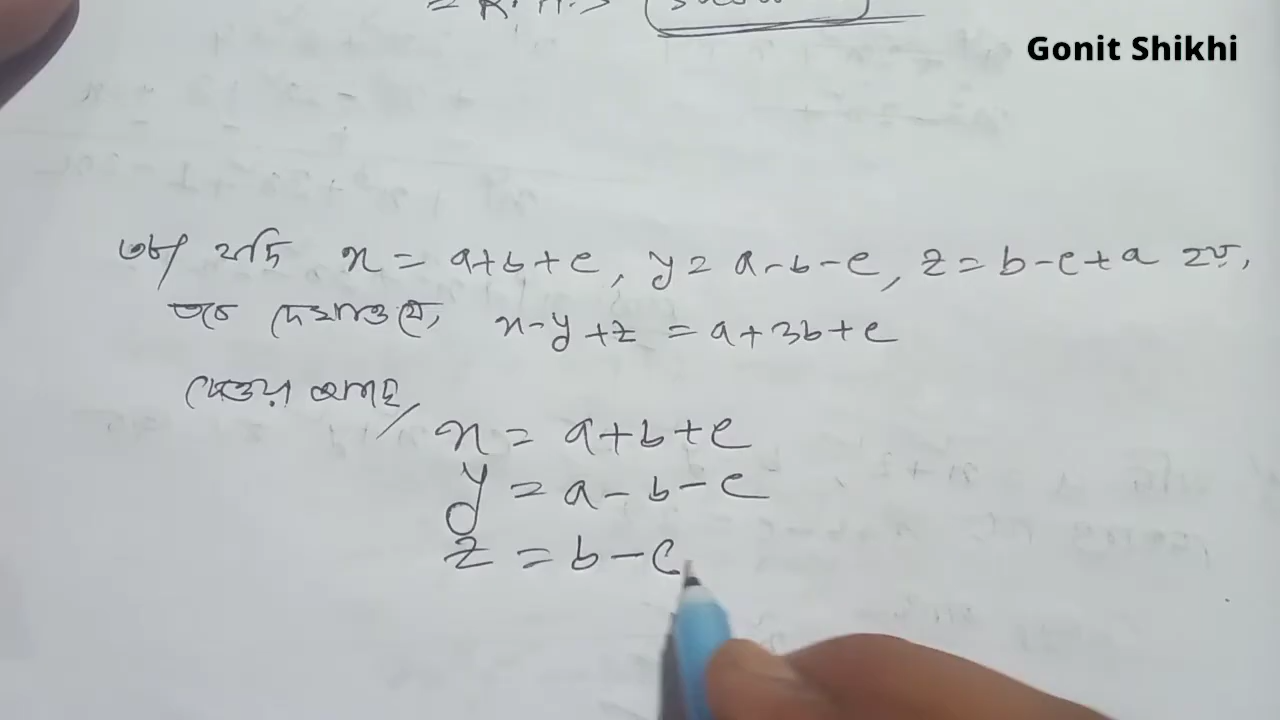 = R.H.S
Gonit Shikhi
৩৮/ যদি x = a+b+c, y = a-b-c, z = b-c+a হয়,
তবে দেখাও যে, x-y+z = a+3b+c
দেওয়া আছে,
x = a+b+c
y = a-b-c
z = b-c